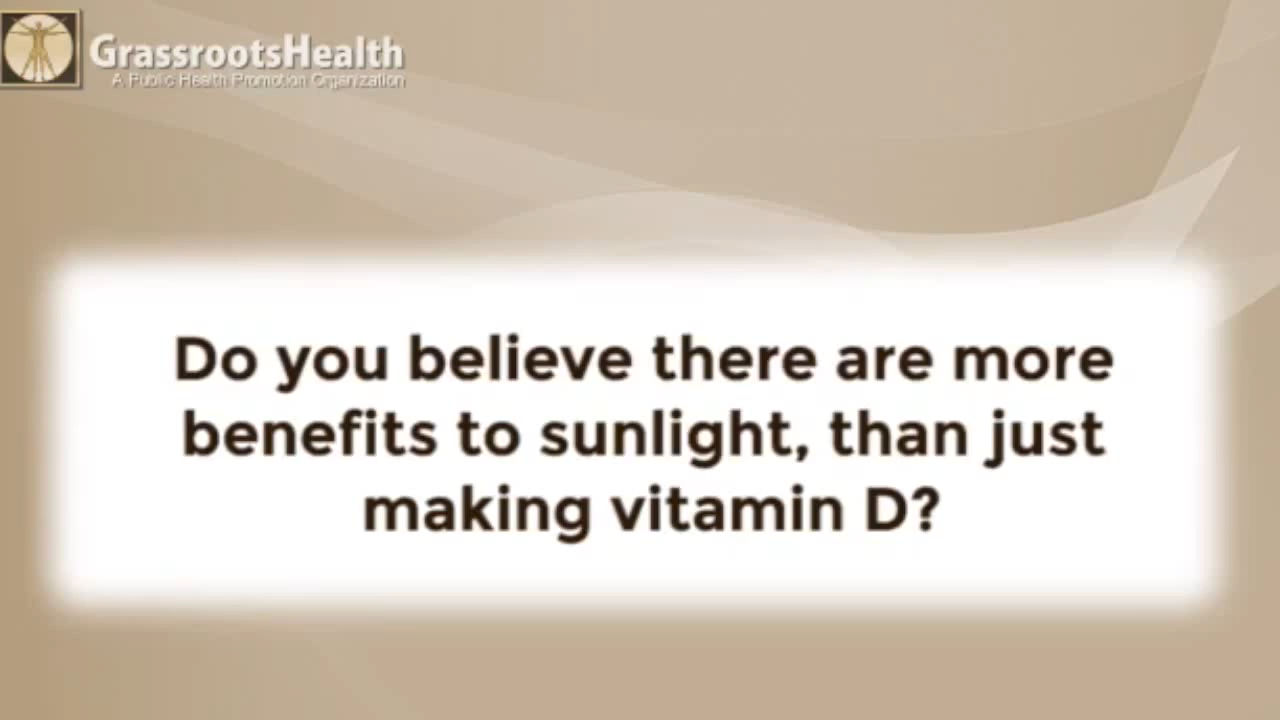 GrassrootsHealth
A Public Health Promotion Organization
Do you believe there are more
benefits to sunlight, than just
making vitamin D?